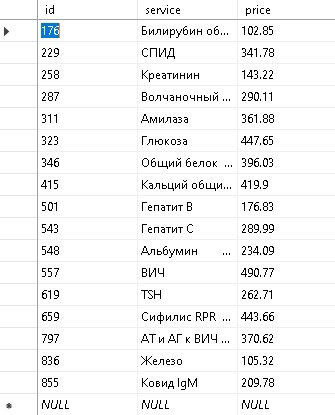 id service price
176 Билирубин об... 102.85
229 СПИД 341.78
258 Креатинин 143.22
287 Волчаночный ... 290.11
311 Амилаза 361.88
323 Глюкоза 447.65
346 Общий белок ... 396.03
415 Кальций общи... 419.9
501 Гепатит В 176.83
543 Гепатит С 289.99
548 Альбумин ... 234.09
557 ВИЧ 490.77
619 TSH 262.71
659 Сифилис RPR ... 443.66
797 АТ и АГ к ВИЧ ... 370.62
836 Железо 105.32
855 Ковид IgM 209.78
NULL NULL NULL